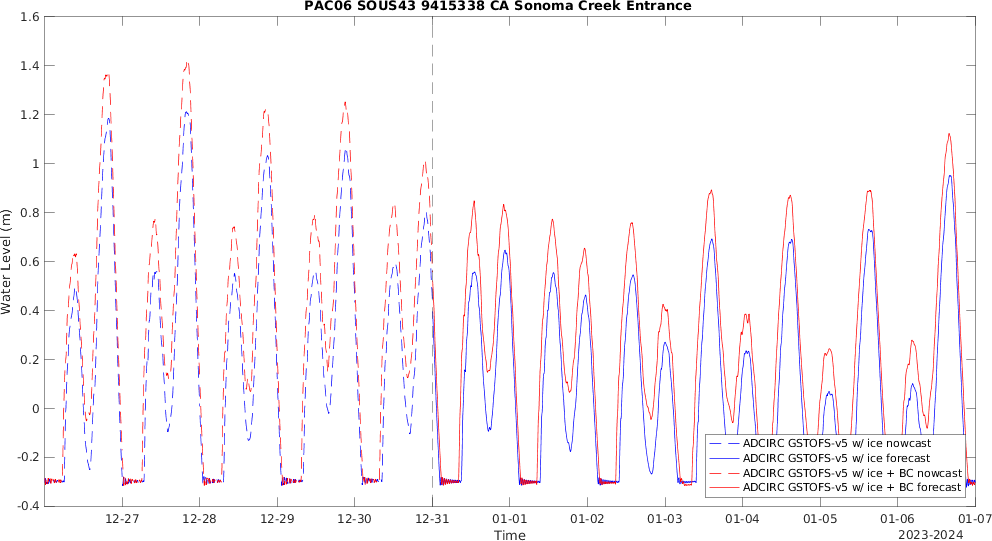 PAC06 SOUS43 9415338 CA Sonoma Creek Entrance
1.6
1.4
1.2
1
0.8
0.6
0.4
0.2
0
-0.2
-0.4
Water Level (m)
ADCIRC GSTOFS-v5 w/ ice nowcast
ADCIRC GSTOFS-v5 w/ ice forecast
ADCIRC GSTOFS-v5 w/ ice + BC nowcast
ADCIRC GSTOFS-v5 w/ ice + BC forecast
12-27 12-28 12-29 12-30 12-31 01-01 01-02 01-03 01-04 01-05 01-06 01-07
Time
2023-2024